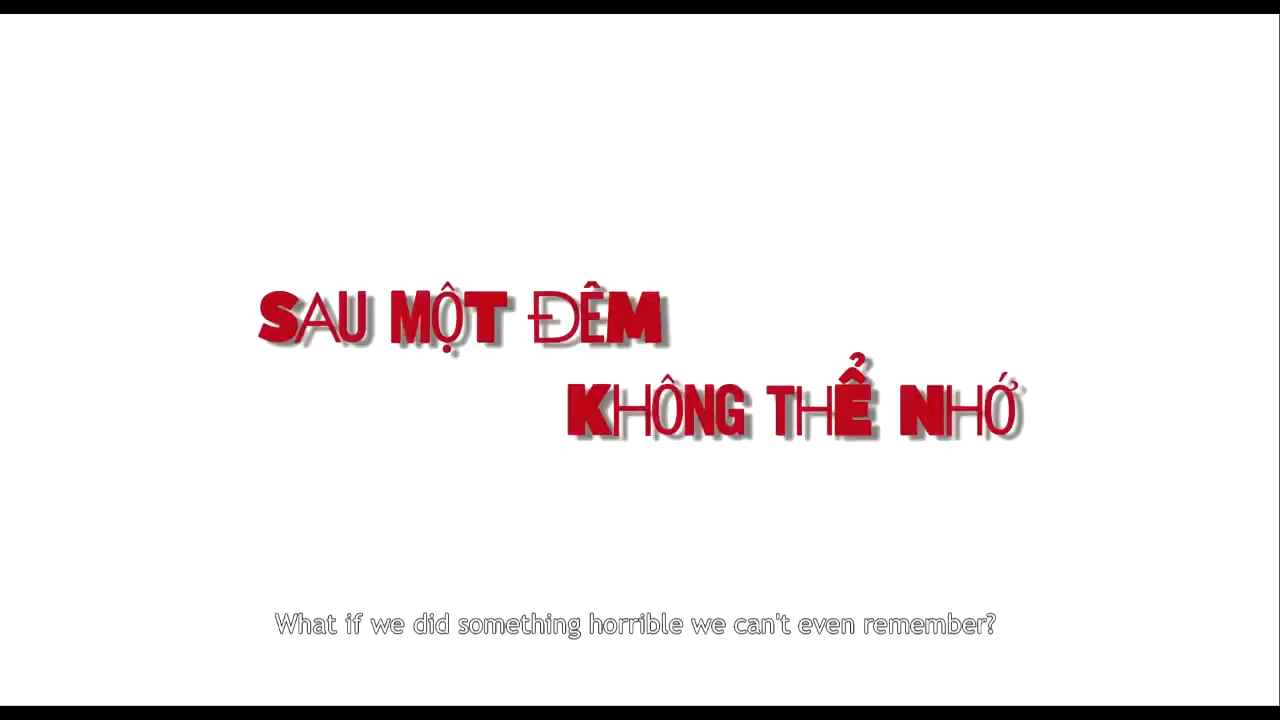 SAU MỘT ĐÊM
KHÔNG THỂ NHỚ
What if we did something horrible we can't even remember?